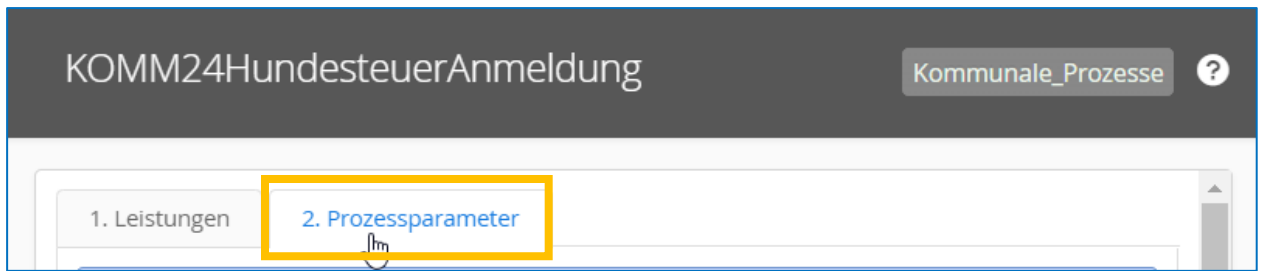 KOMM24HundesteuerAnmeldung
Kommunale_Prozesse
?
1. Leistungen
2. Prozessparameter